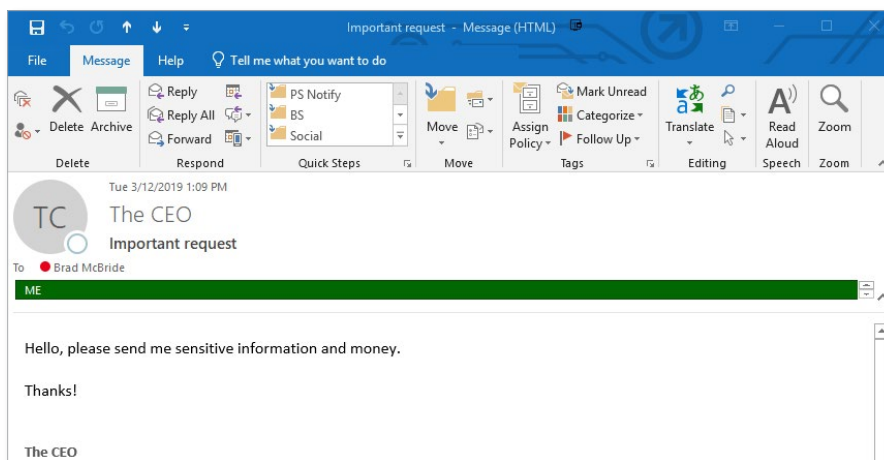 Important request - Message (HTML)
File Message Help Tell me what you want to do
Reply
Reply All
Forward
Delete Archive
PS Notify
BS
Social
Move
Assign
Policy
Mark Unread
Categorize
Follow Up
Translate
Read
Aloud
Zoom
Delete Respond Quick Steps Move Tags Editing Speech Zoom
Tue 3/12/2019 1:09 PM
TC
The CEO
Important request
To Brad McBride
ME
Hello, please send me sensitive information and money.
Thanks!
The CEO